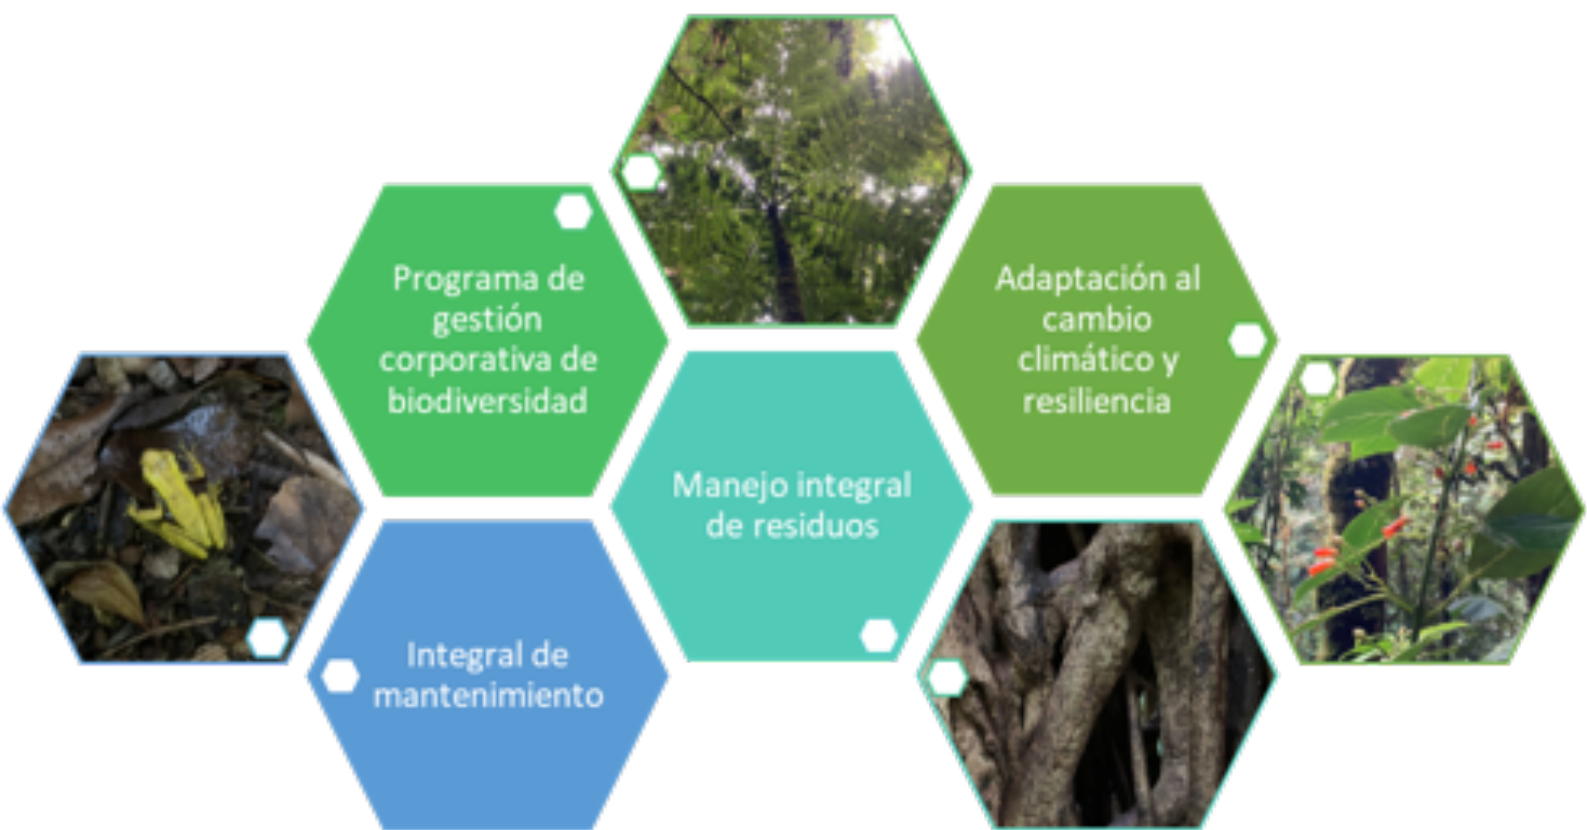 Programa de
gestión
corporativa de
biodiversidad
Adaptación al
cambio
climático y
resiliencia
Manejo integral
de residuos
Integral de
mantenimiento